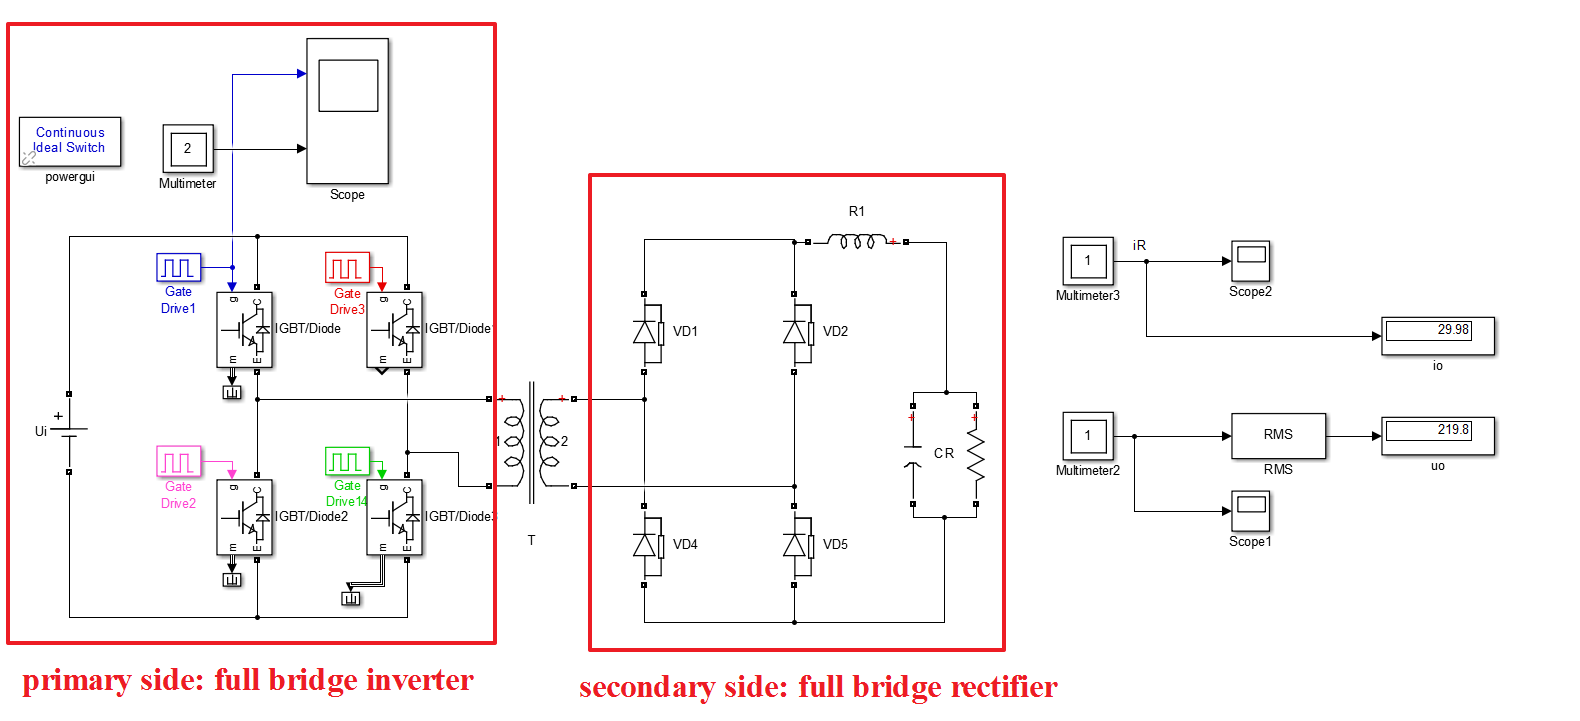 Continuous
Ideal Switch
powergui
2
Multimeter
Scope
Gate
Drive1
Gate
Drive3
g
C
m
E
IGBT/Diode
g
C
m
E
IGBT/Diode1
Ui
+
Gate
Drive2
Gate
Drive14
g
C
m
E
IGBT/Diode2
g
C
m
E
IGBT/Diode3
+
1
+
2
T
R1
+
VD1
VD2
VD4
VD5
+
C
+
R
iR
1
Multimeter3
Scope2
29.98
io
1
Multimeter2
RMS
RMS
219.8
uo
Scope1
primary side: full bridge inverter
secondary side: full bridge rectifier